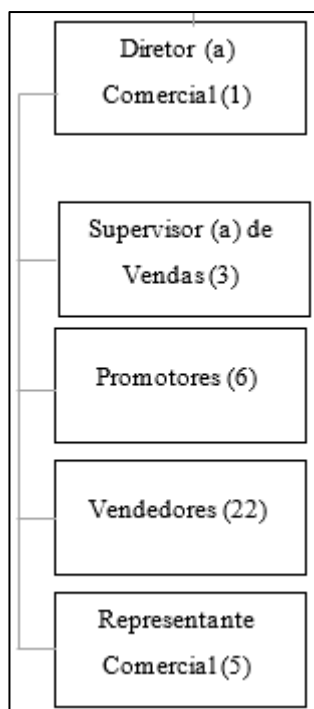 Diretor (a)
Comercial (1)
Supervisor (a) de
Vendas (3)
Promotores (6)
Vendedores (22)
Representante
Comercial (5)